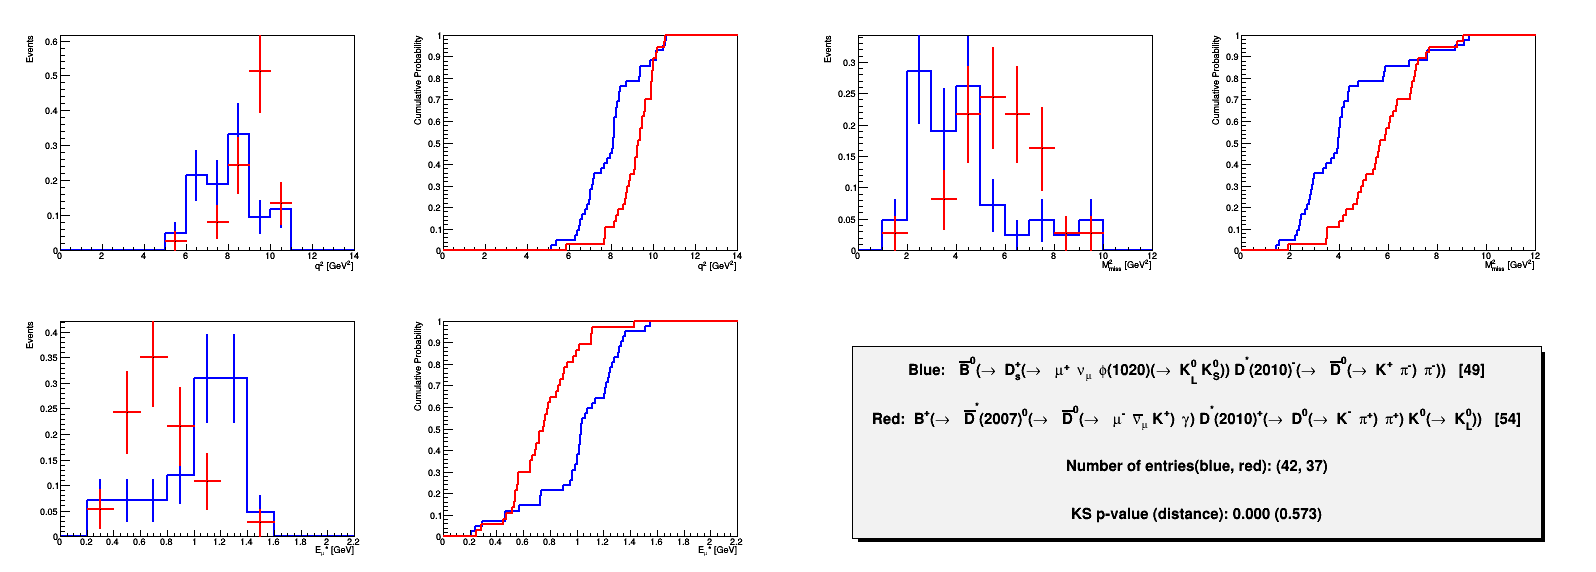 Events
0.6
0.5
0.4
0.3
0.2
0.1
0
0 2 4 6 8 10 12 14
q² [GeV²]
Cumulative Probability
1
0.9
0.8
0.7
0.6
0.5
0.4
0.3
0.2
0.1
0
0 2 4 6 8 10 12 14
q² [GeV²]
Events
0.3
0.25
0.2
0.15
0.1
0.05
0
0 2 4 6 8 10 12
M²miss [GeV²]
Cumulative Probability
1
0.9
0.8
0.7
0.6
0.5
0.4
0.3
0.2
0.1
0
0 2 4 6 8 10 12
M²miss [GeV²]
Events
0.4
0.35
0.3
0.25
0.2
0.15
0.1
0.05
0
0 0.2 0.4 0.6 0.8 1 1.2 1.4 1.6 1.8 2 2.2
Eμ* [GeV]
Cumulative Probability
1
0.9
0.8
0.7
0.6
0.5
0.4
0.3
0.2
0.1
0
0 0.2 0.4 0.6 0.8 1 1.2 1.4 1.6 1.8 2 2.2
Eμ* [GeV]
Blue: B̅⁰(→ Dₛ⁺(→ μ⁺ νμ ϕ(1020)(→ K⁰L K⁰S)) D*(2010)⁻(→ D̅⁰(→ K⁺ π⁻) π⁻)) [49]
Red: B⁺(→ D̅*(2007)⁰(→ D̅⁰(→ μ⁻ ν̅μ K⁺) γ) D*(2010)⁺(→ D⁰(→ K⁻ π⁺) π⁺) K⁰(→ K⁰L)) [54]
Number of entries(blue, red): (42, 37)
KS p-value (distance): 0.000 (0.573)